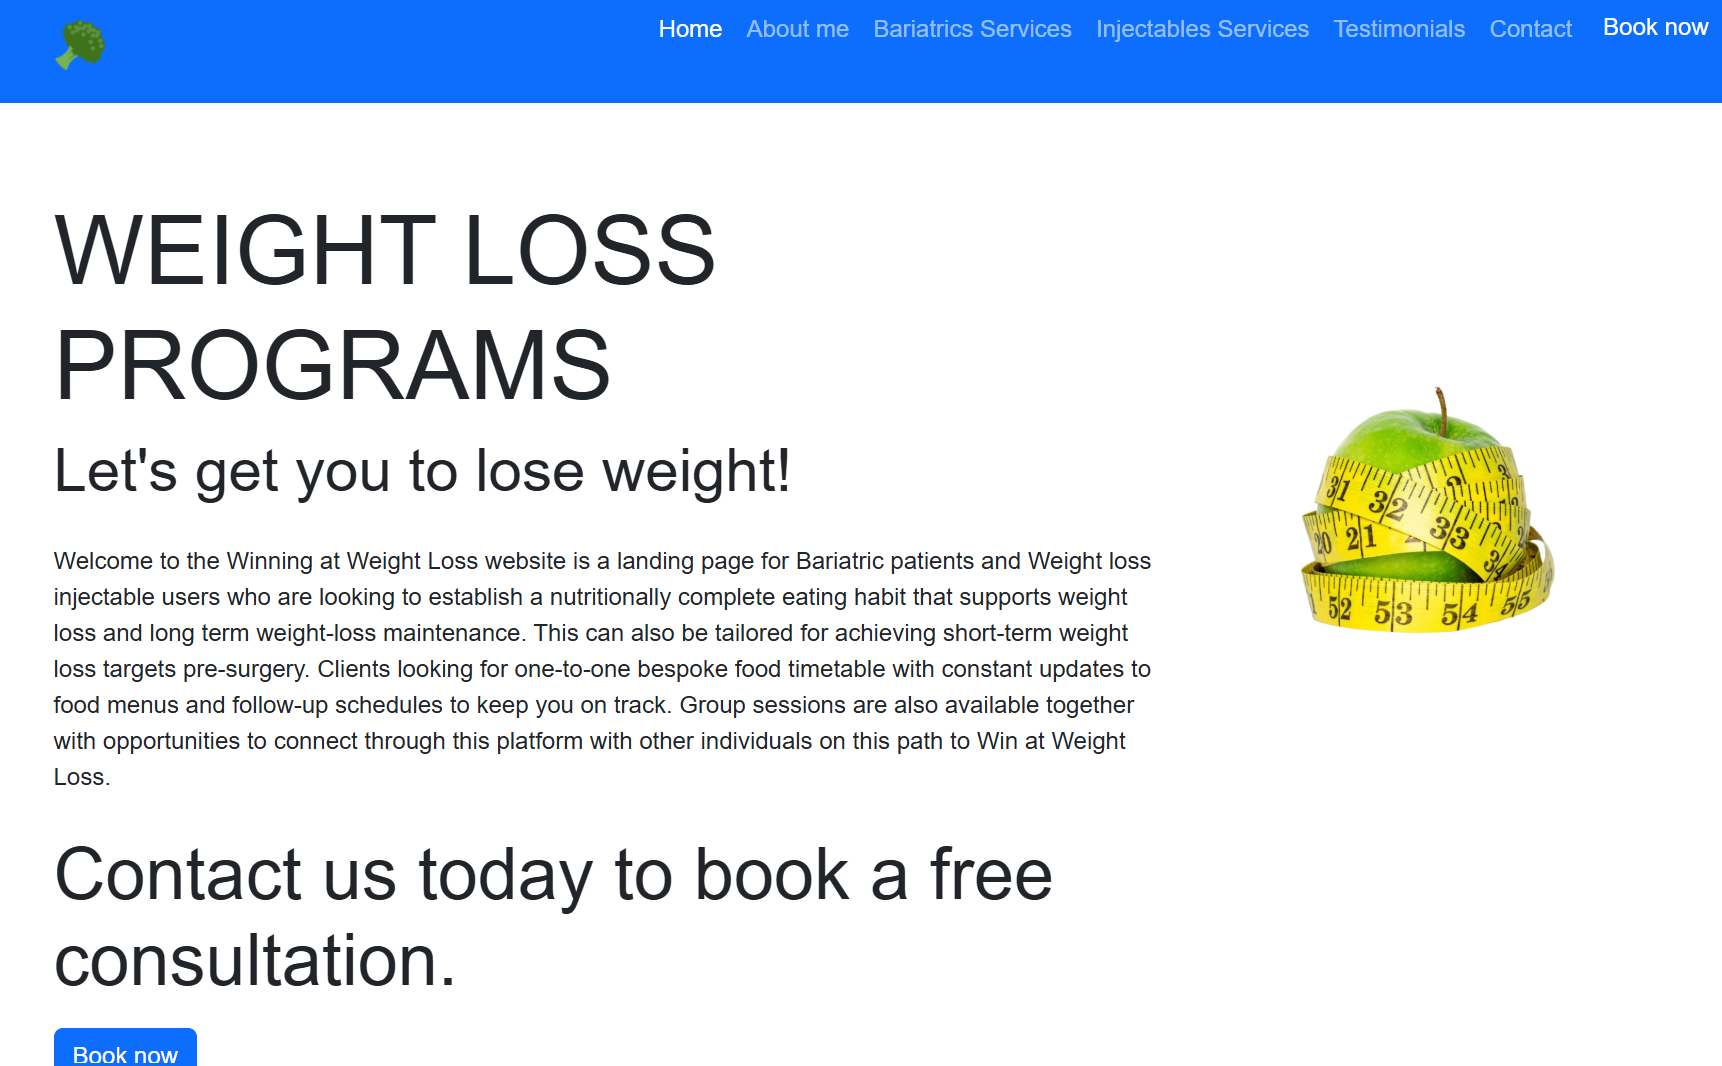 Home About me Bariatrics Services Injectables Services Testimonials Contact Book now
WEIGHT LOSS
PROGRAMS
Let's get you to lose weight!
Welcome to the Winning at Weight Loss website is a landing page for Bariatric patients and Weight loss
injectable users who are looking to establish a nutritionally complete eating habit that supports weight
loss and long term weight-loss maintenance. This can also be tailored for achieving short-term weight
loss targets pre-surgery. Clients looking for one-to-one bespoke food timetable with constant updates to
food menus and follow-up schedules to keep you on track. Group sessions are also available together
with opportunities to connect through this platform with other individuals on this path to Win at Weight
Loss.
31 32 33 34
20 21
52 53 54 55
Contact us today to book a free
consultation.
Book now